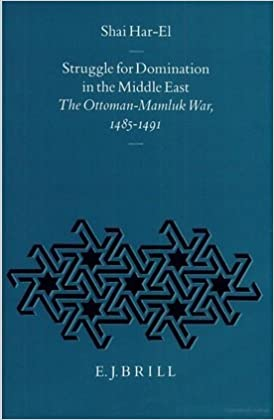 Shai Har-El
Struggle for Domination
in the Middle East
The Ottoman-Mamluk War,
1485-1491
E. J. BRILL